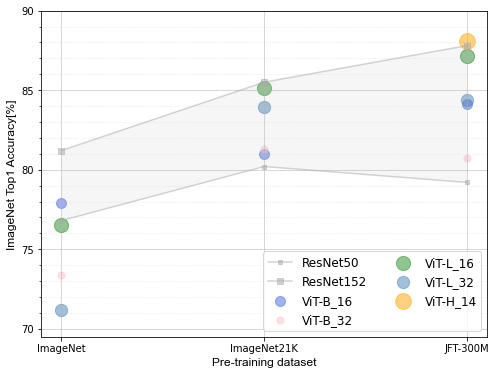 90
85
80
75
70
ImageNet Top1 Accuracy[%]
ImageNet
ImageNet21K
JFT-300M
Pre-training dataset
ResNet50
ResNet152
ViT-B_16
ViT-B_32
ViT-L_16
ViT-L_32
ViT-H_14